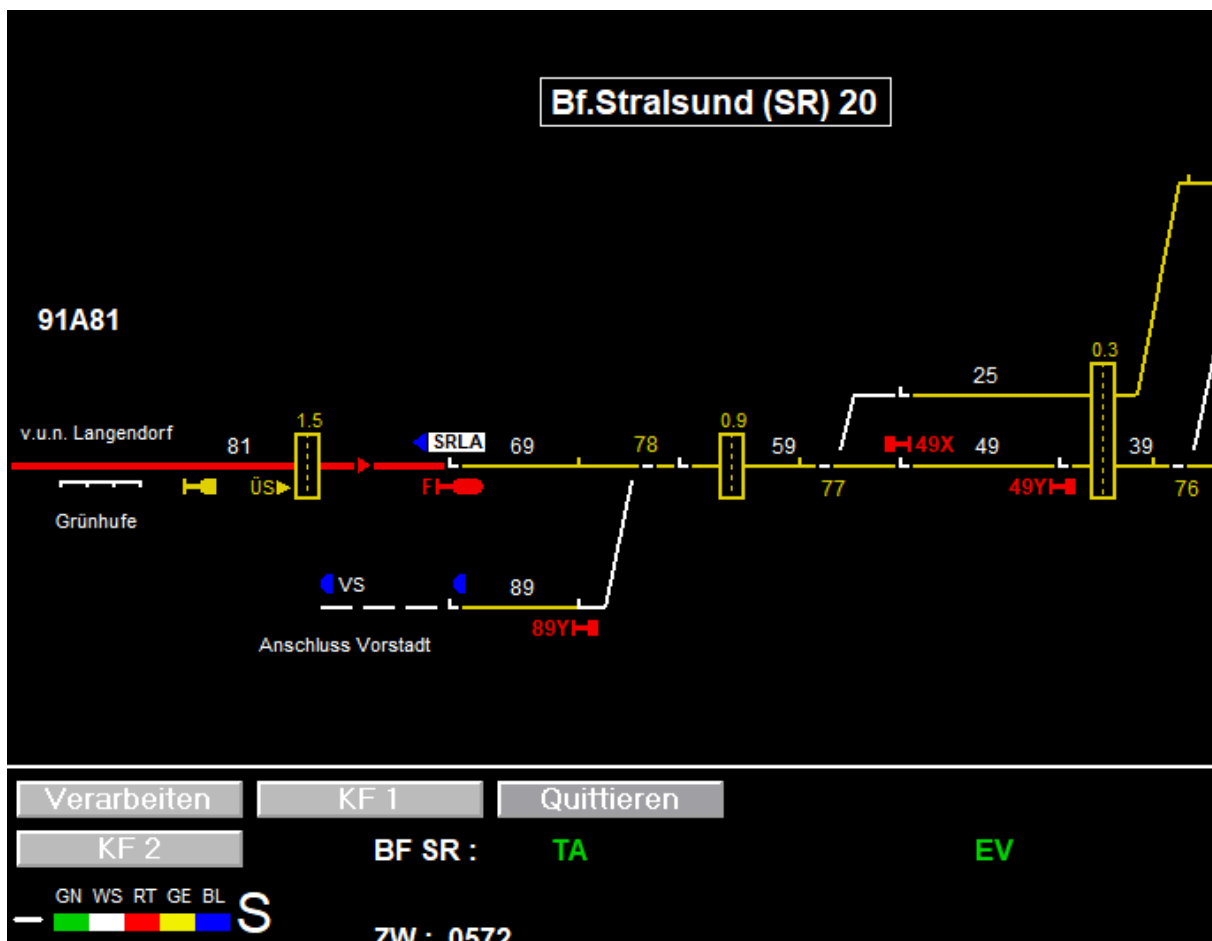 Bf.Stralsund (SR) 20
91A81
0.3
25
v.u.n. Langendorf
1.5
0.9
81
SRLA
69
78
59
49X
49
39
ÜS
F
77
49Y
76
Grünhufe
VS
89
89Y
Anschluss Vorstadt
Verarbeiten
KF 1
Quittieren
KF 2
BF SR :
TA
EV
GN WS RT GE BL
S
ZW : 0572